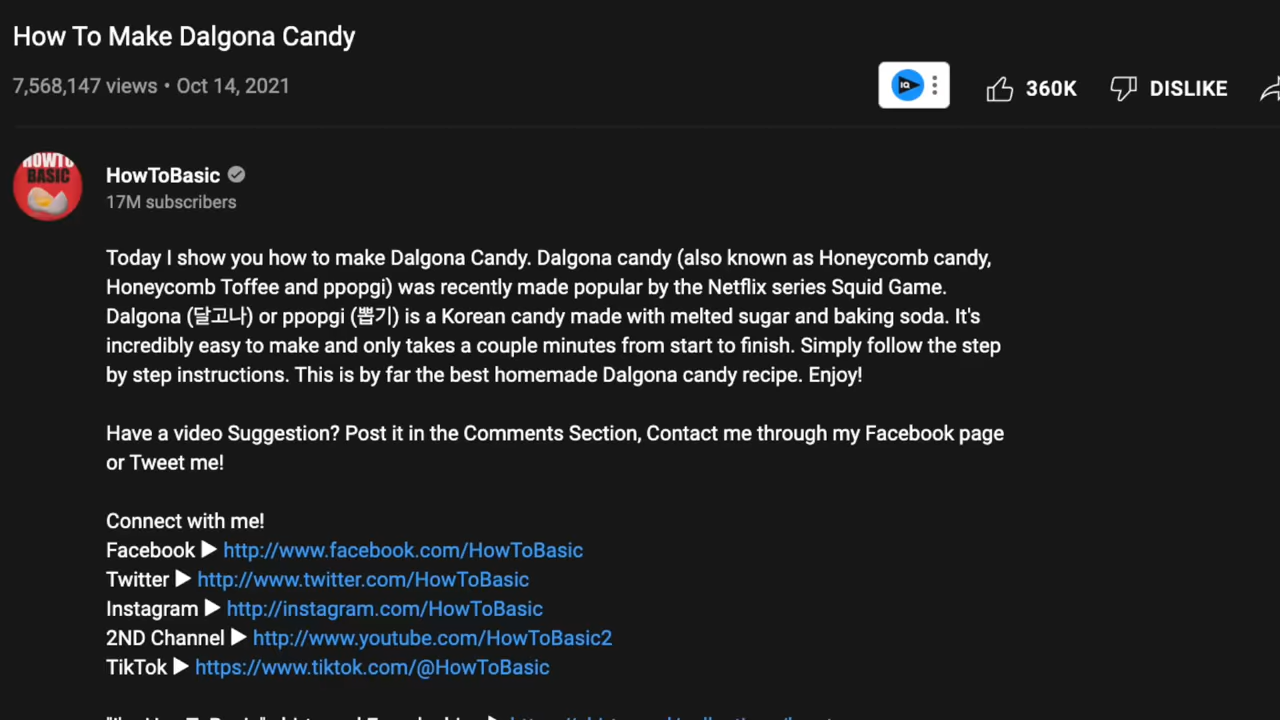 How To Make Dalgona Candy
7,568,147 views • Oct 14, 2021
IQ
360K
DISLIKE
HOWTO
BASIC
HowToBasic
17M subscribers
Today I show you how to make Dalgona Candy. Dalgona candy (also known as Honeycomb candy,
Honeycomb Toffee and ppopgi) was recently made popular by the Netflix series Squid Game.
Dalgona (달고나) or ppopgi (뽑기) is a Korean candy made with melted sugar and baking soda. It's
incredibly easy to make and only takes a couple minutes from start to finish. Simply follow the step
by step instructions. This is by far the best homemade Dalgona candy recipe. Enjoy!
Have a video Suggestion? Post it in the Comments Section, Contact me through my Facebook page
or Tweet me!
Connect with me!
Facebook ► http://www.facebook.com/HowToBasic
Twitter ► http://www.twitter.com/HowToBasic
Instagram ► http://instagram.com/HowToBasic
2ND Channel ► http://www.youtube.com/HowToBasic2
TikTok ► https://www.tiktok.com/@HowToBasic